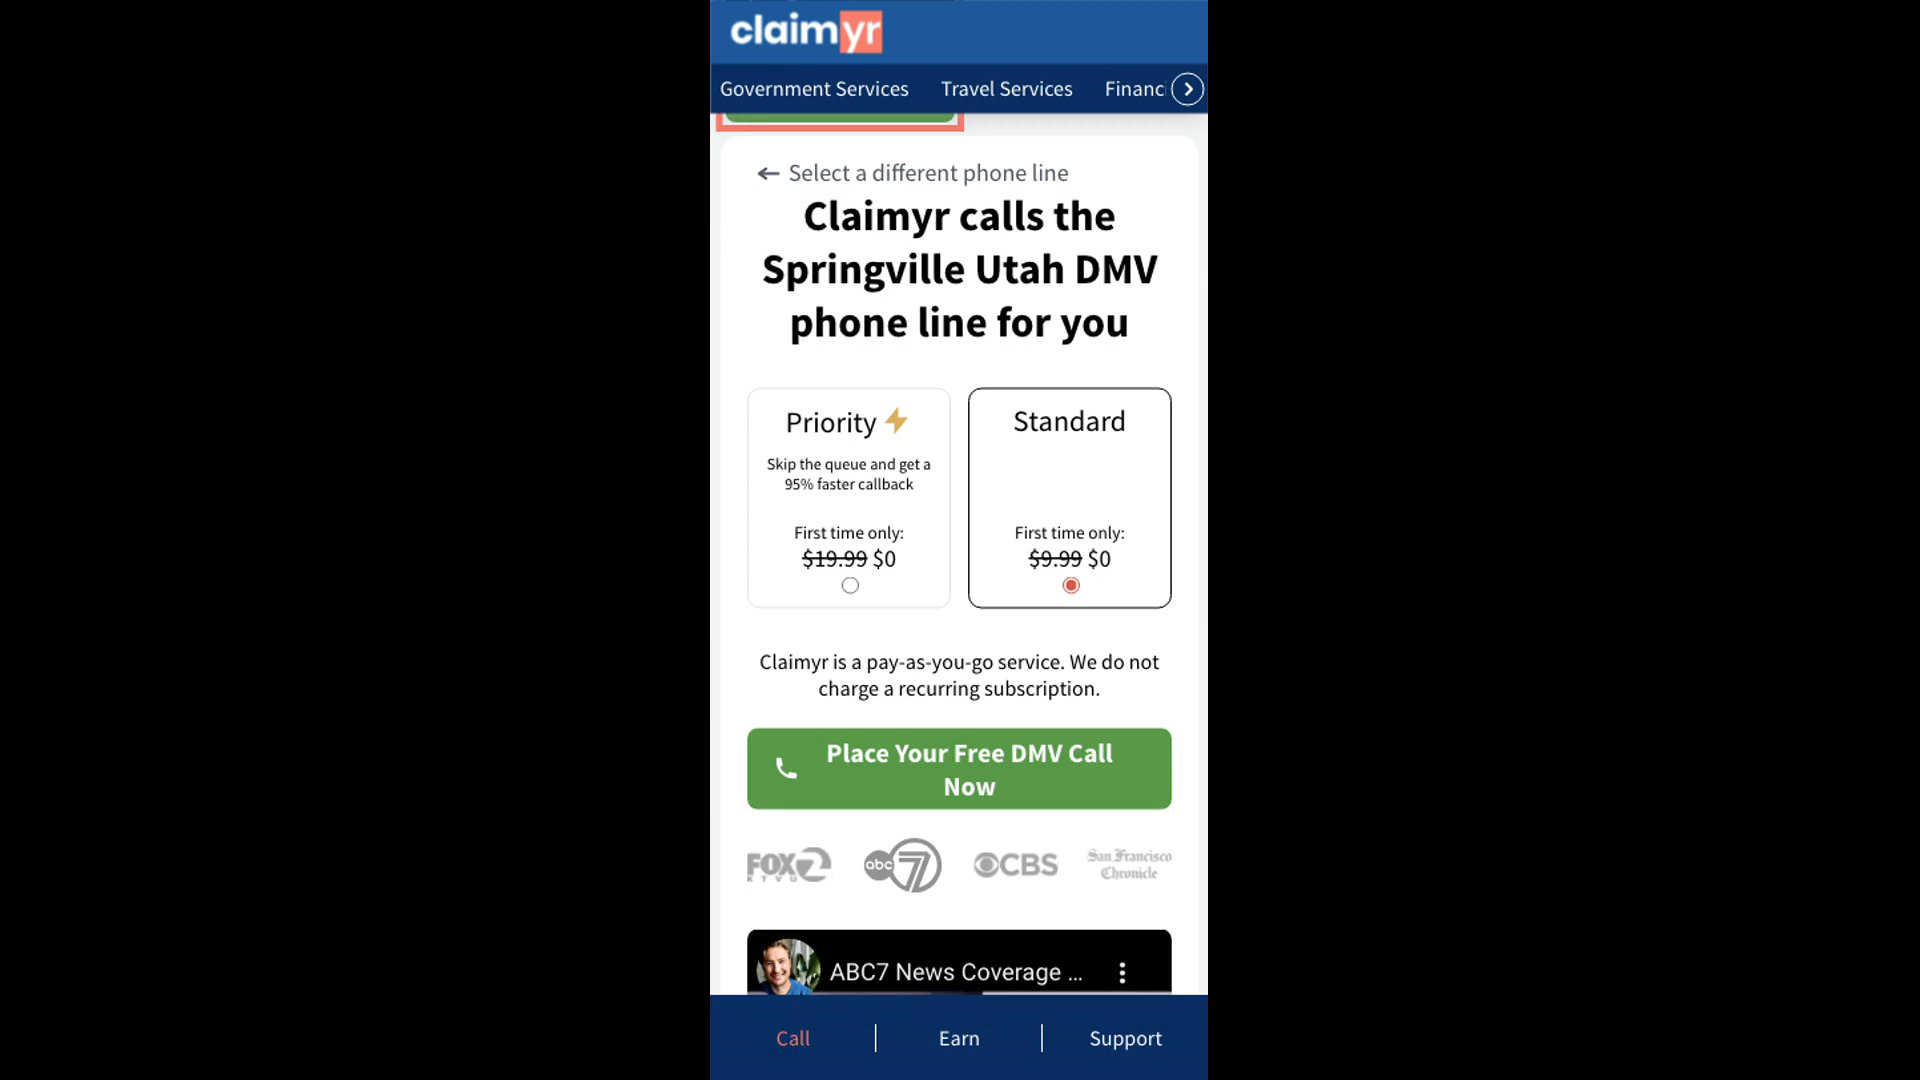 claimyr
Government Services Travel Services Financ
Select a different phone line
Claimyr calls the
Springville Utah DMV
phone line for you
Priority
Skip the queue and get a
95% faster callback
First time only:
$19.99 $0
Standard
First time only:
$9.99 $0
Claimyr is a pay-as-you-go service. We do not
charge a recurring subscription.
Place Your Free DMV Call
Now
FOX 2
KTVU
abc 7
CBS
San Francisco
Chronicle
ABC7 News Coverage ...
Call Earn Support